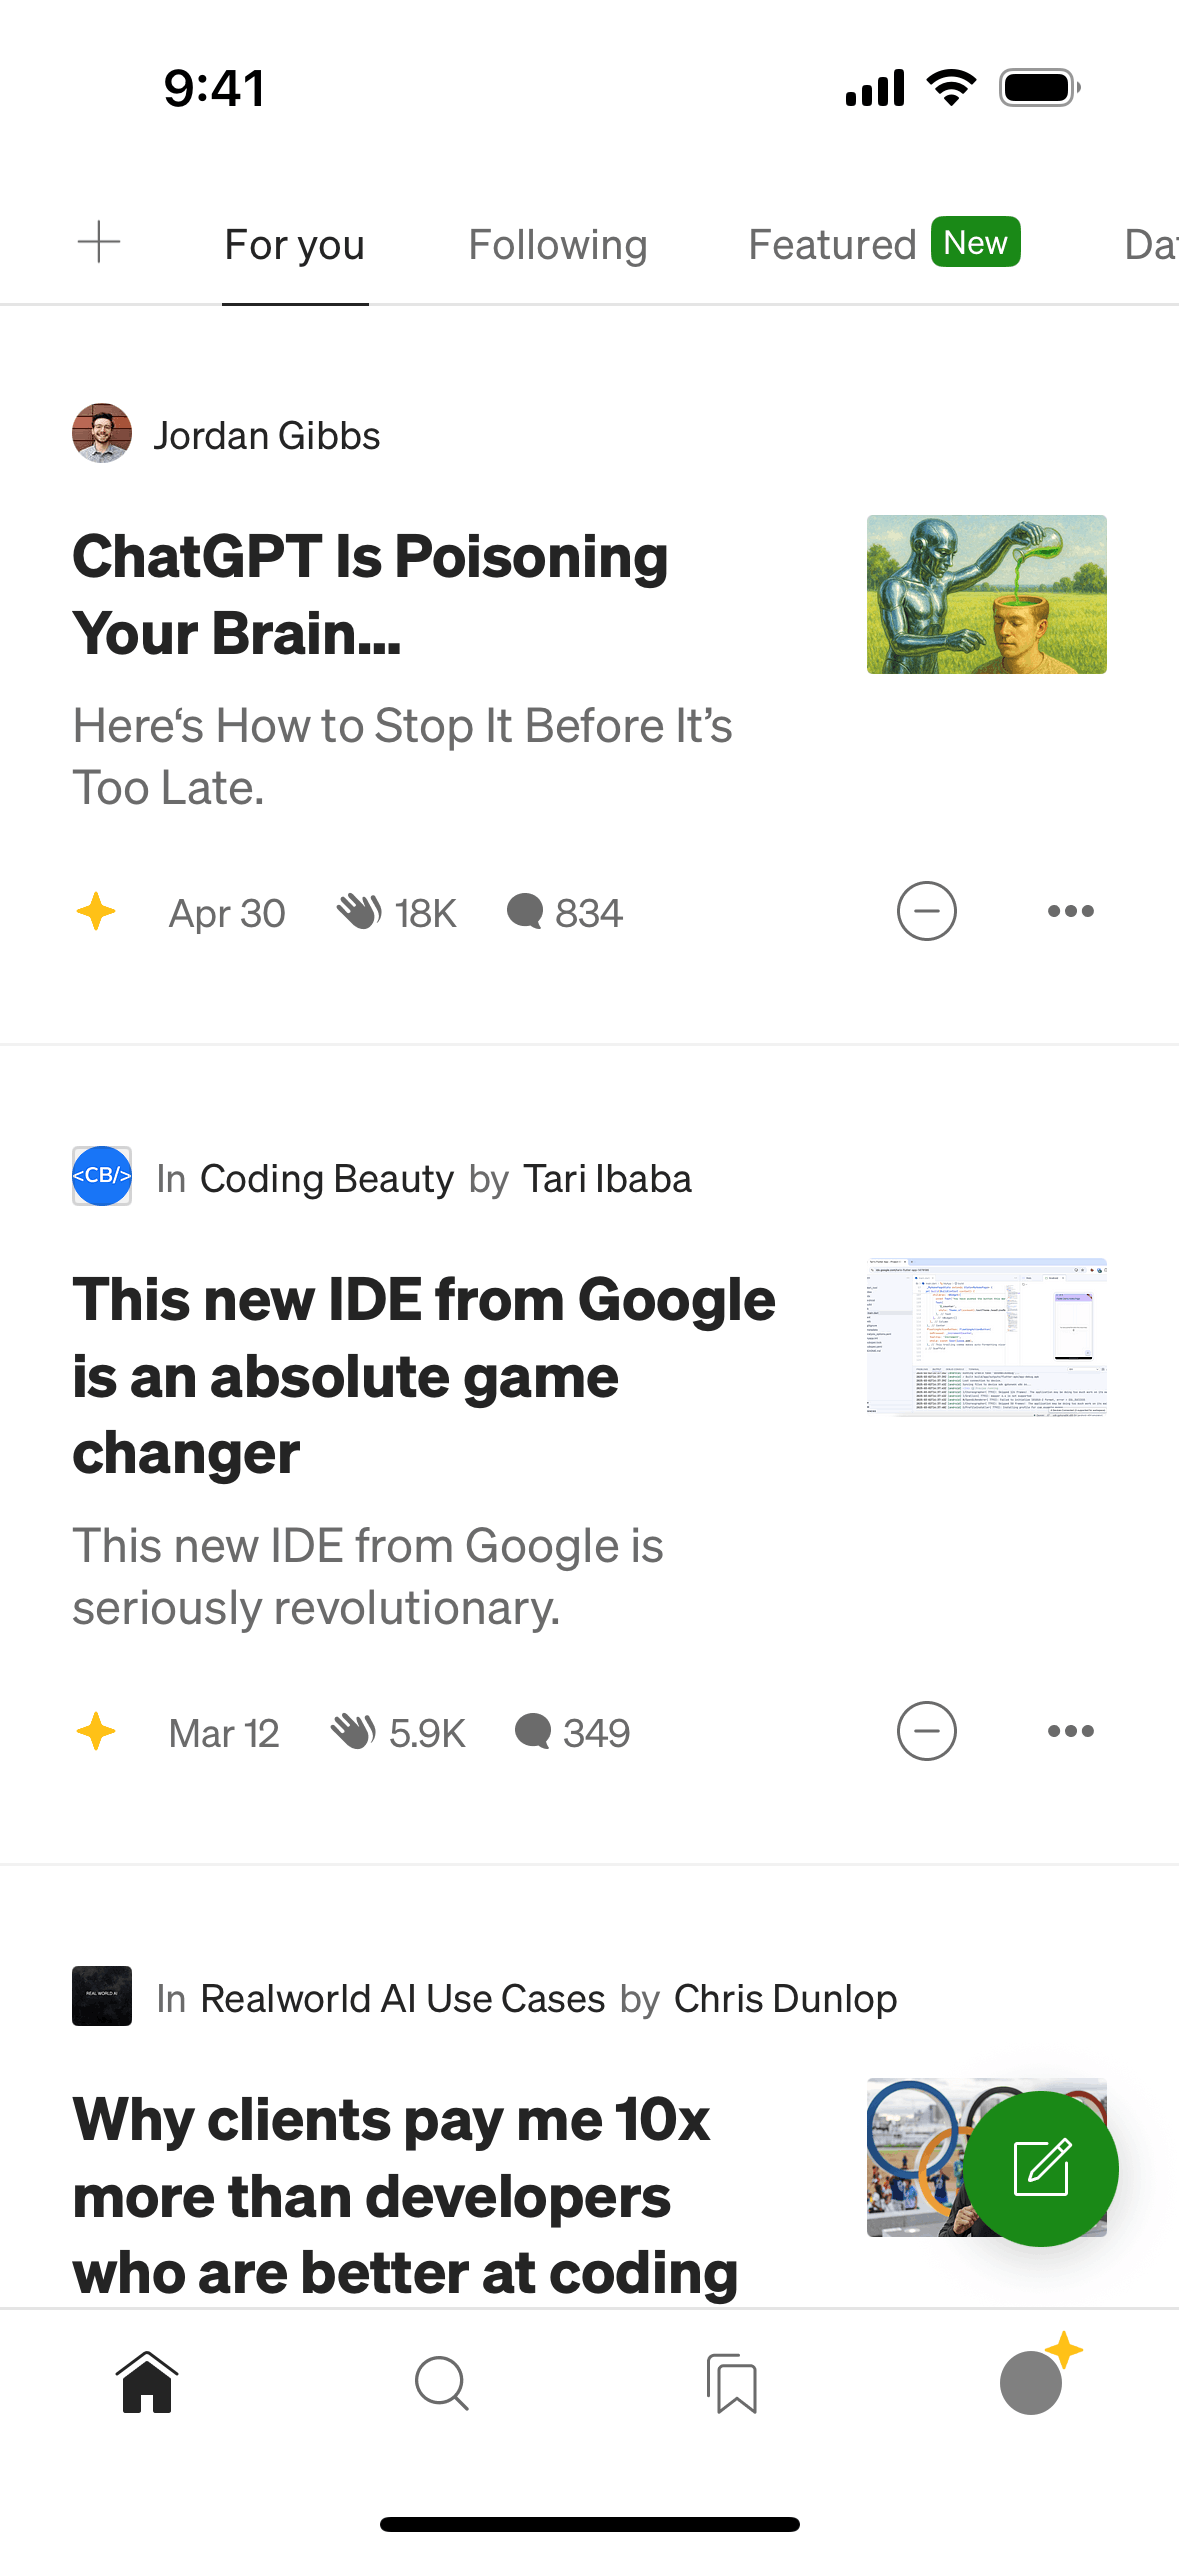 9:41
For you Following Featured New Da
Jordan Gibbs
ChatGPT Is Poisoning
Your Brain...
Here‘s How to Stop It Before It’s
Too Late.
Apr 30 18K 834
<CB/> In Coding Beauty by Tari Ibaba
This new IDE from Google
is an absolute game
changer
This new IDE from Google is
seriously revolutionary.
Mar 12 5.9K 349
REAL WORLD AI In Realworld AI Use Cases by Chris Dunlop
Why clients pay me 10x
more than developers
who are better at coding